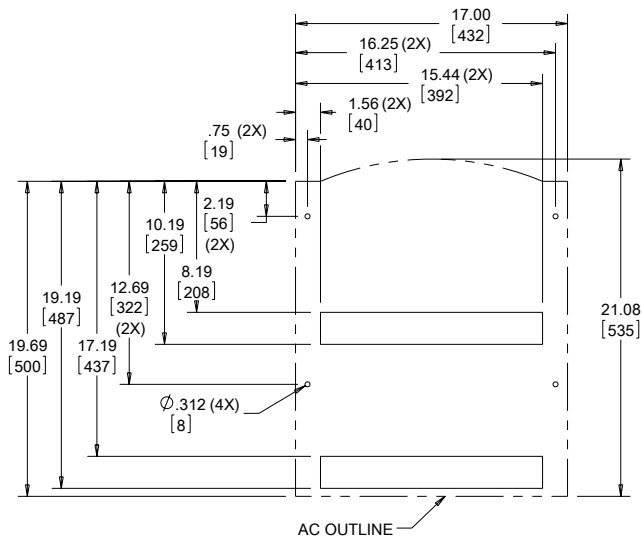 17.00
[432]
16.25 (2X)
[413]
15.44 (2X)
[392]
1.56 (2X)
[40]
.75 (2X)
[19]
2.19
[56]
(2X)
10.19
[259]
8.19
[208]
12.69
[322]
(2X)
19.19
[487]
17.19
[437]
19.69
[500]
21.08
[535]
Ø.312 (4X)
[8]
AC OUTLINE